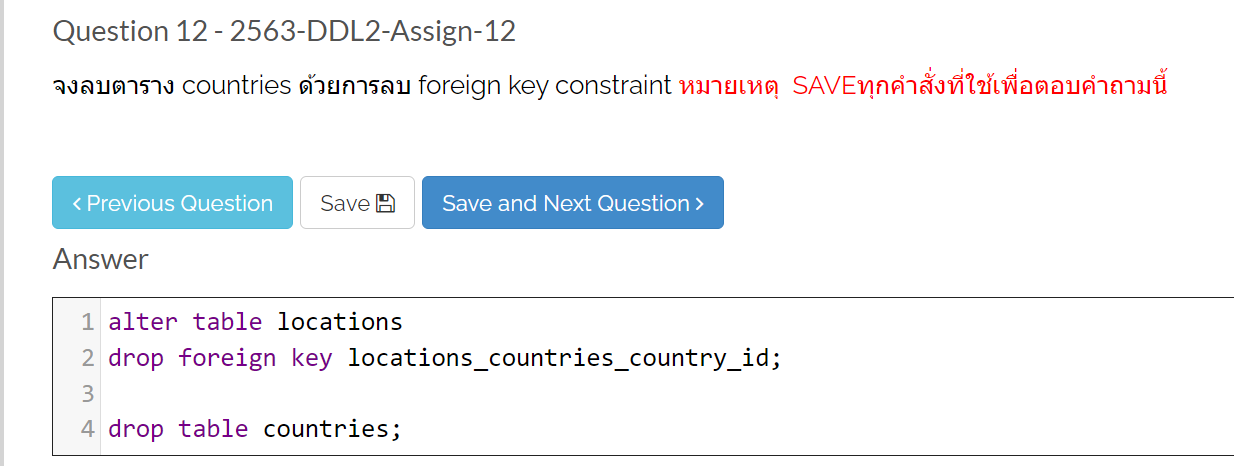 Question 12 - 2563-DDL2-Assign-12
จงลบตาราง countries ด้วยการลบ foreign key constraint หมายเหตุ SAVEทุกคำสั่งที่ใช้เพื่อตอบคำถามนี้
‹ Previous Question Save Save and Next Question ›
Answer
1 alter table locations
2 drop foreign key locations_countries_country_id;
3
4 drop table countries;